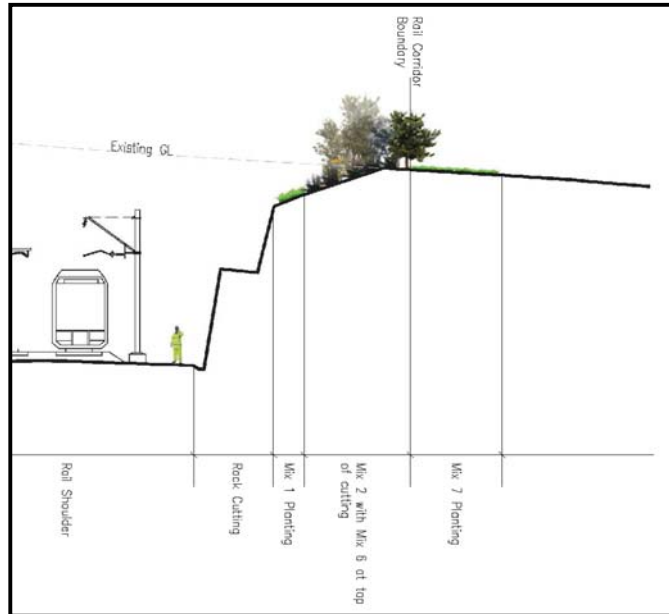 Rail Corridor
Boundary
Existing GL
Rail Shoulder
Rock Cutting
Mix 1 Planting
Mix 2 with Mix 6 at top
of cutting
Mix 7 Planting